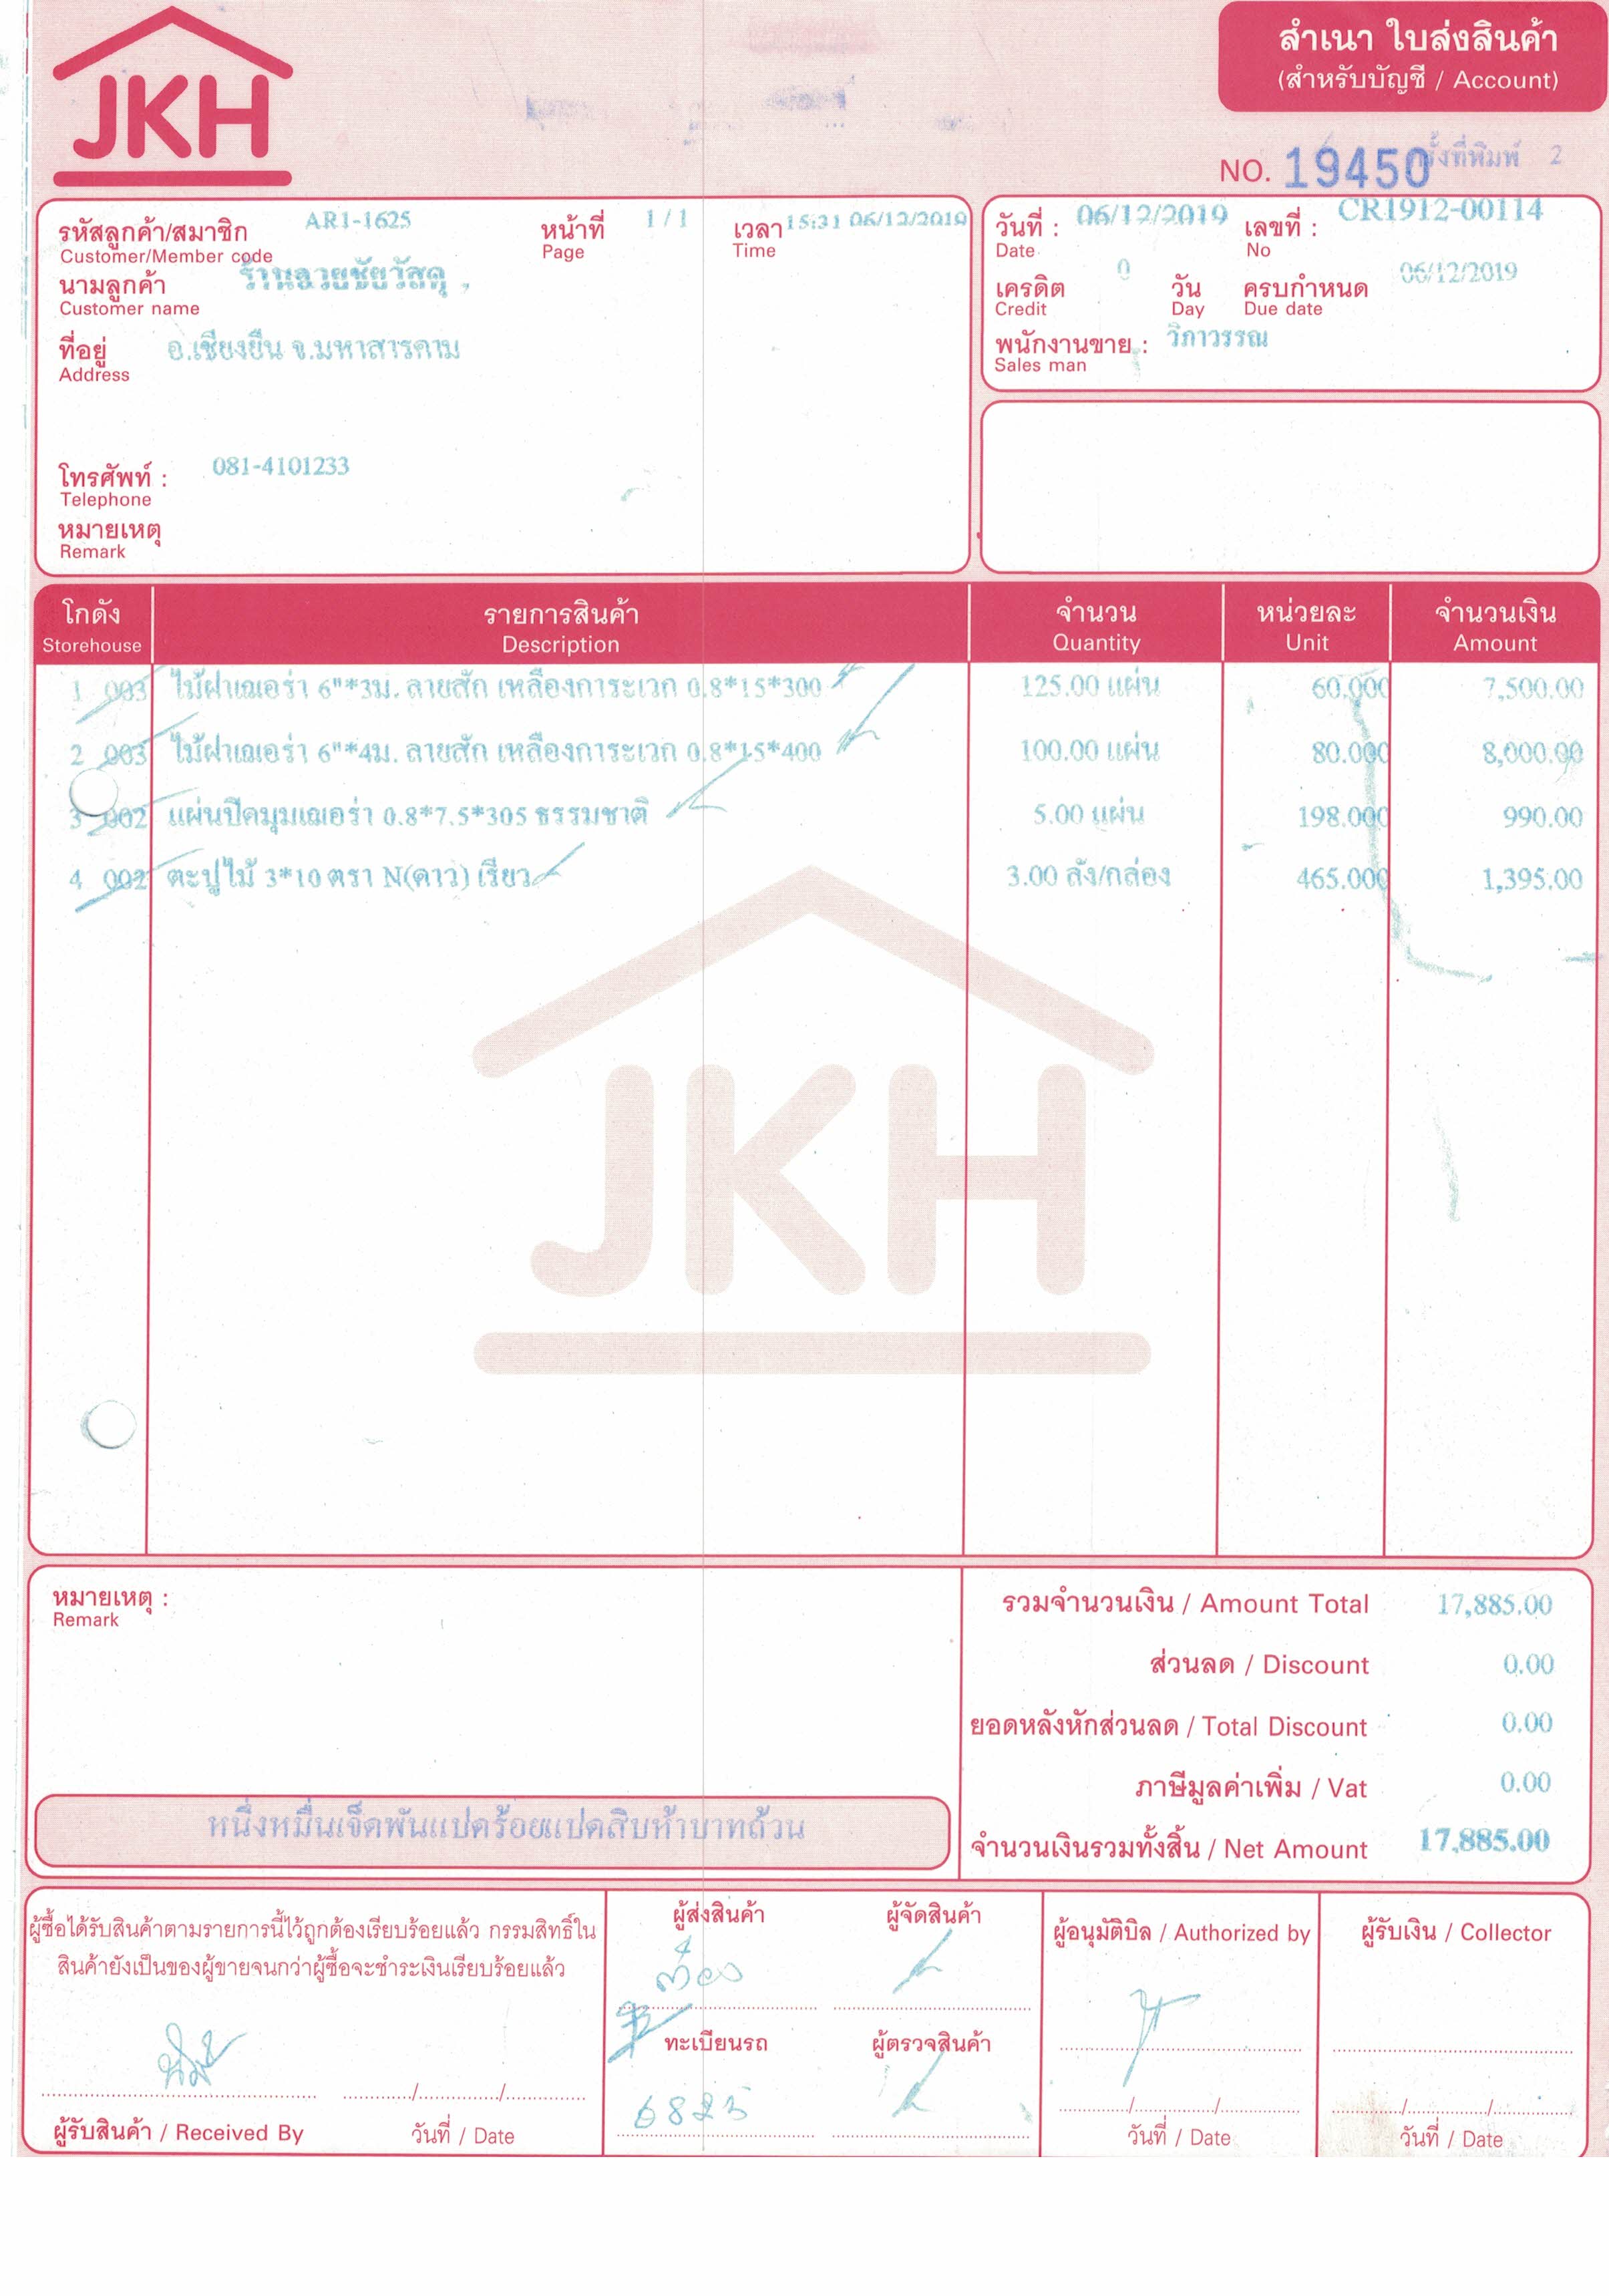 JKH
สำเนา ใบส่งสินค้า
(สำหรับบัญชี / Account)
NO. 19450 ครั้งที่พิมพ์ 2
รหัสลูกค้า/สมาชิก AR1-1625 หน้าที่ 1 / 1 เวลา 15:31 06/12/2019
Customer/Member code Page Time
นามลูกค้า ร้านอวยชัยวัสดุ
Customer name
ที่อยู่ อ.เชียงยืน จ.มหาสารคาม
Address
โทรศัพท์ : 081-4101233
Telephone
หมายเหตุ
Remark
วันที่ : 06/12/2019 เลขที่ : CR1912-00114
Date No
เครดิต 0 วัน ครบกำหนด 06/12/2019
Credit Day Due date
พนักงานขาย : วิภาวรรณ
Sales man
โกดัง รายการสินค้า จำนวน หน่วยละ จำนวนเงิน
Storehouse Description Quantity Unit Amount
1 003 ไม้ฝาเฌอร่า 6"*3ม. ลายสัก เหลืองการะเวก 0.8*15*300 125.00 แผ่น 60.000 7,500.00
2 003 ไม้ฝาเฌอร่า 6"*4ม. ลายสัก เหลืองการะเวก 0.8*15*400 100.00 แผ่น 80.000 8,000.00
3 002 แผ่นปิดมุมเฌอร่า 0.8*7.5*305 ธรรมชาติ 5.00 แผ่น 198.000 990.00
4 002 ตะปูไม้ 3*10 ตรา N(ดาว) เรียว 3.00 ลัง/กล่อง 465.000 1,395.00
JKH
หมายเหตุ :
Remark
รวมจำนวนเงิน / Amount Total 17,885.00
ส่วนลด / Discount 0.00
ยอดหลังหักส่วนลด / Total Discount 0.00
ภาษีมูลค่าเพิ่ม / Vat 0.00
หนึ่งหมื่นเจ็ดพันแปดร้อยแปดสิบห้าบาทถ้วน
จำนวนเงินรวมทั้งสิ้น / Net Amount 17,885.00
ผู้ซื้อได้รับสินค้าตามรายการนี้ไว้ถูกต้องเรียบร้อยแล้ว กรรมสิทธิ์ใน
สินค้ายังเป็นของผู้ขายจนกว่าผู้ซื้อจะชำระเงินเรียบร้อยแล้ว
ผู้รับสินค้า / Received By วันที่ / Date
ผู้ส่งสินค้า ผู้จัดสินค้า
ทะเบียนรถ ผู้ตรวจสินค้า
6825
ผู้อนุมัติบิล / Authorized by
วันที่ / Date
ผู้รับเงิน / Collector
วันที่ / Date